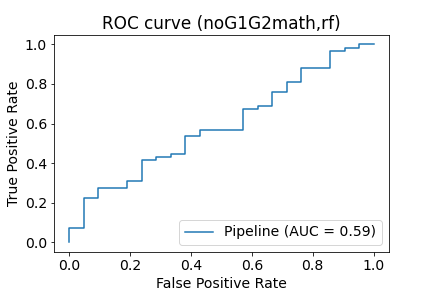 ROC curve (noG1G2math,rf)
True Positive Rate
1.0
0.8
0.6
0.4
0.2
0.0
Pipeline (AUC = 0.59)
0.0 0.2 0.4 0.6 0.8 1.0
False Positive Rate